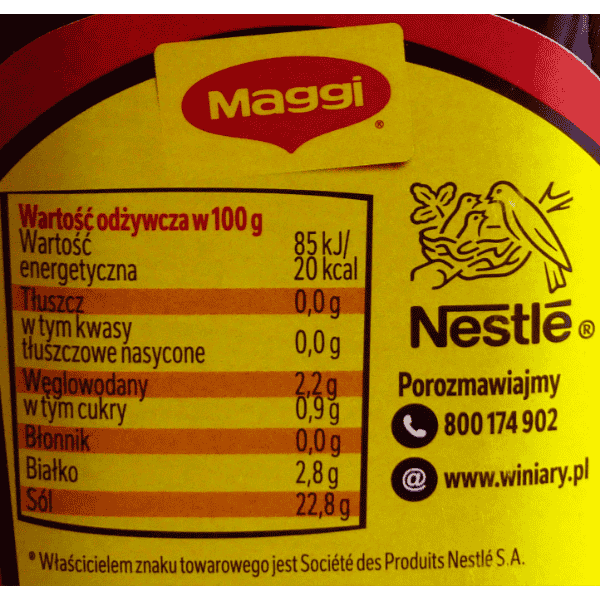 Maggi
®
Wartość odżywcza w 100 g
Wartość 85 kJ/
energetyczna 20 kcal
Tłuszcz 0,0 g
w tym kwasy
tłuszczowe nasycone 0,0 g
Węglowodany 2,2 g
w tym cukry 0,9 g
Błonnik 0,0 g
Białko 2,8 g
Sól 22,8 g
Nestlé ®
Porozmawiajmy
800 174 902
@ www.winiary.pl
® Właścicielem znaku towarowego jest Société des Produits Nestlé S.A.